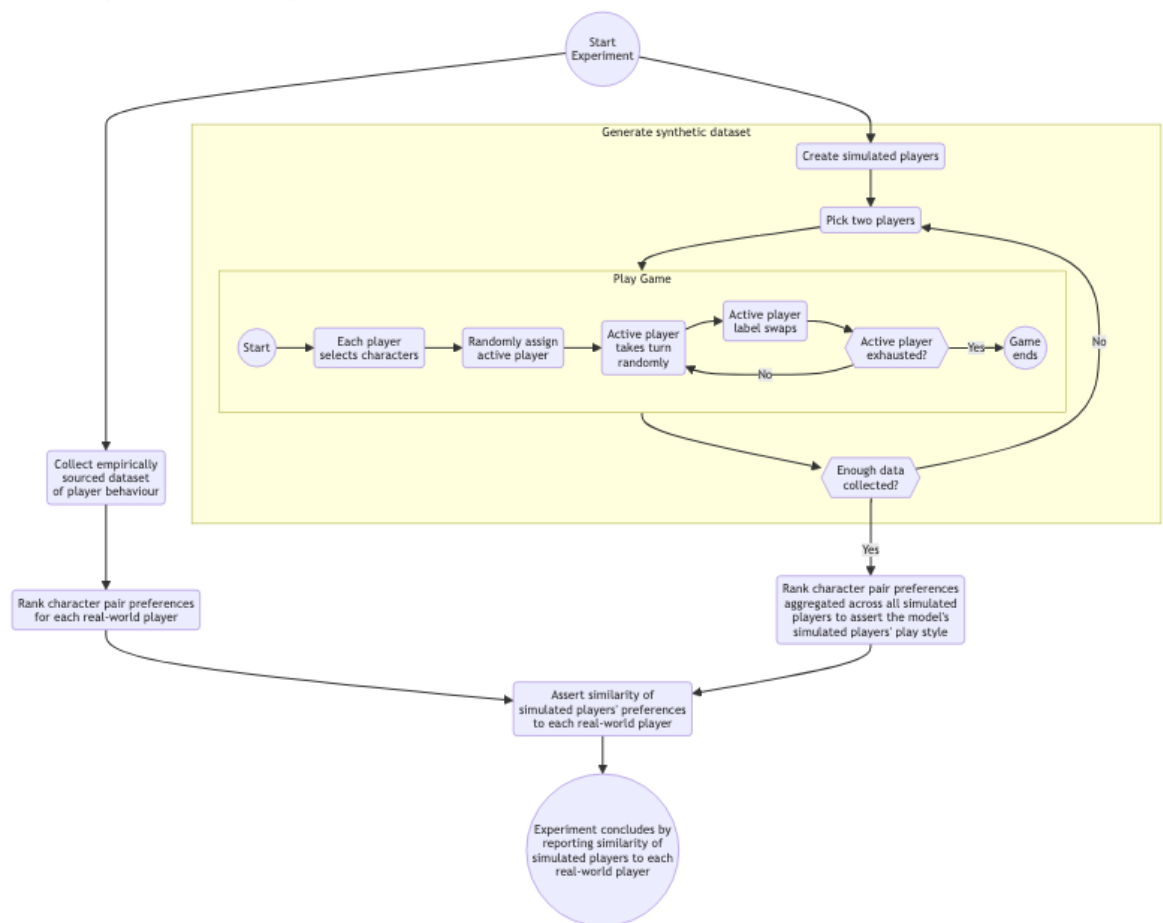 Start
Experiment
Generate synthetic dataset
Create simulated players
Pick two players
Play Game
Start
Each player
selects characters
Randomly assign
active player
Active player
takes turn
randomly
Active player
label swaps
Active player
exhausted?
Yes
Game
ends
No
No
Collect empirically
sourced dataset
of player behaviour
Enough data
collected?
Yes
Rank character pair preferences
for each real-world player
Rank character pair preferences
aggregated across all simulated
players to assert the model's
simulated players' play style
Assert similarity of
simulated players' preferences
to each real-world player
Experiment concludes by
reporting similarity of
simulated players to each
real-world player